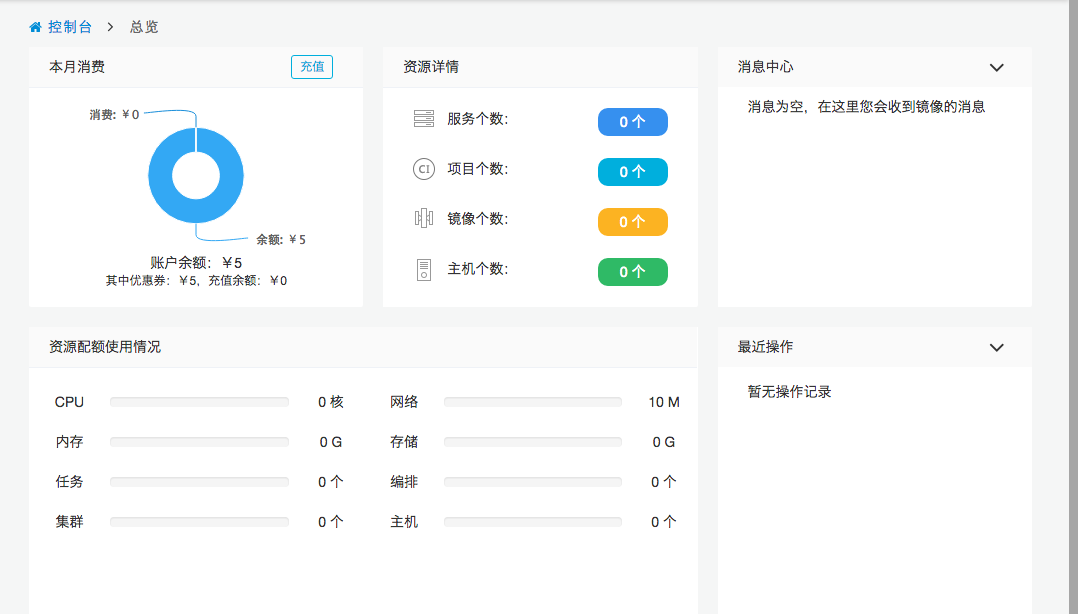 控制台 > 总览
本月消费
充值
消费: ￥0
余额: ￥5
账户余额: ￥5
其中优惠券: ￥5, 充值余额: ￥0
资源详情
服务个数:
0 个
CI
项目个数:
0 个
镜像个数:
0 个
主机个数:
0 个
消息中心
消息为空，在这里您会收到镜像的消息
资源配额使用情况
CPU
0 核
网络
10 M
内存
0 G
存储
0 G
任务
0 个
编排
0 个
集群
0 个
主机
0 个
最近操作
暂无操作记录